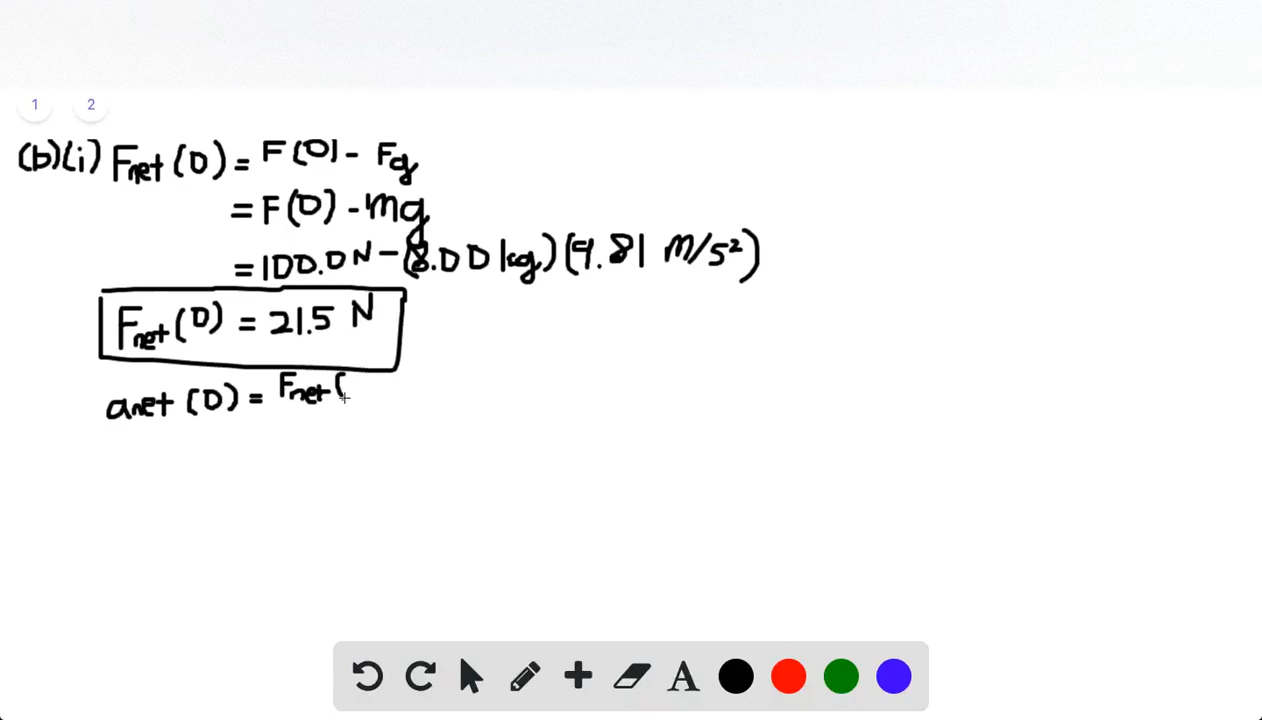 1 2
(b)(i) Fnet (0) = F(0) - Fg
= F(0) - mg
= 100.0 N - (8.00 kg)(9.81 m/s²)
Fnet (0) = 21.5 N
anet (0) = Fnet (
A